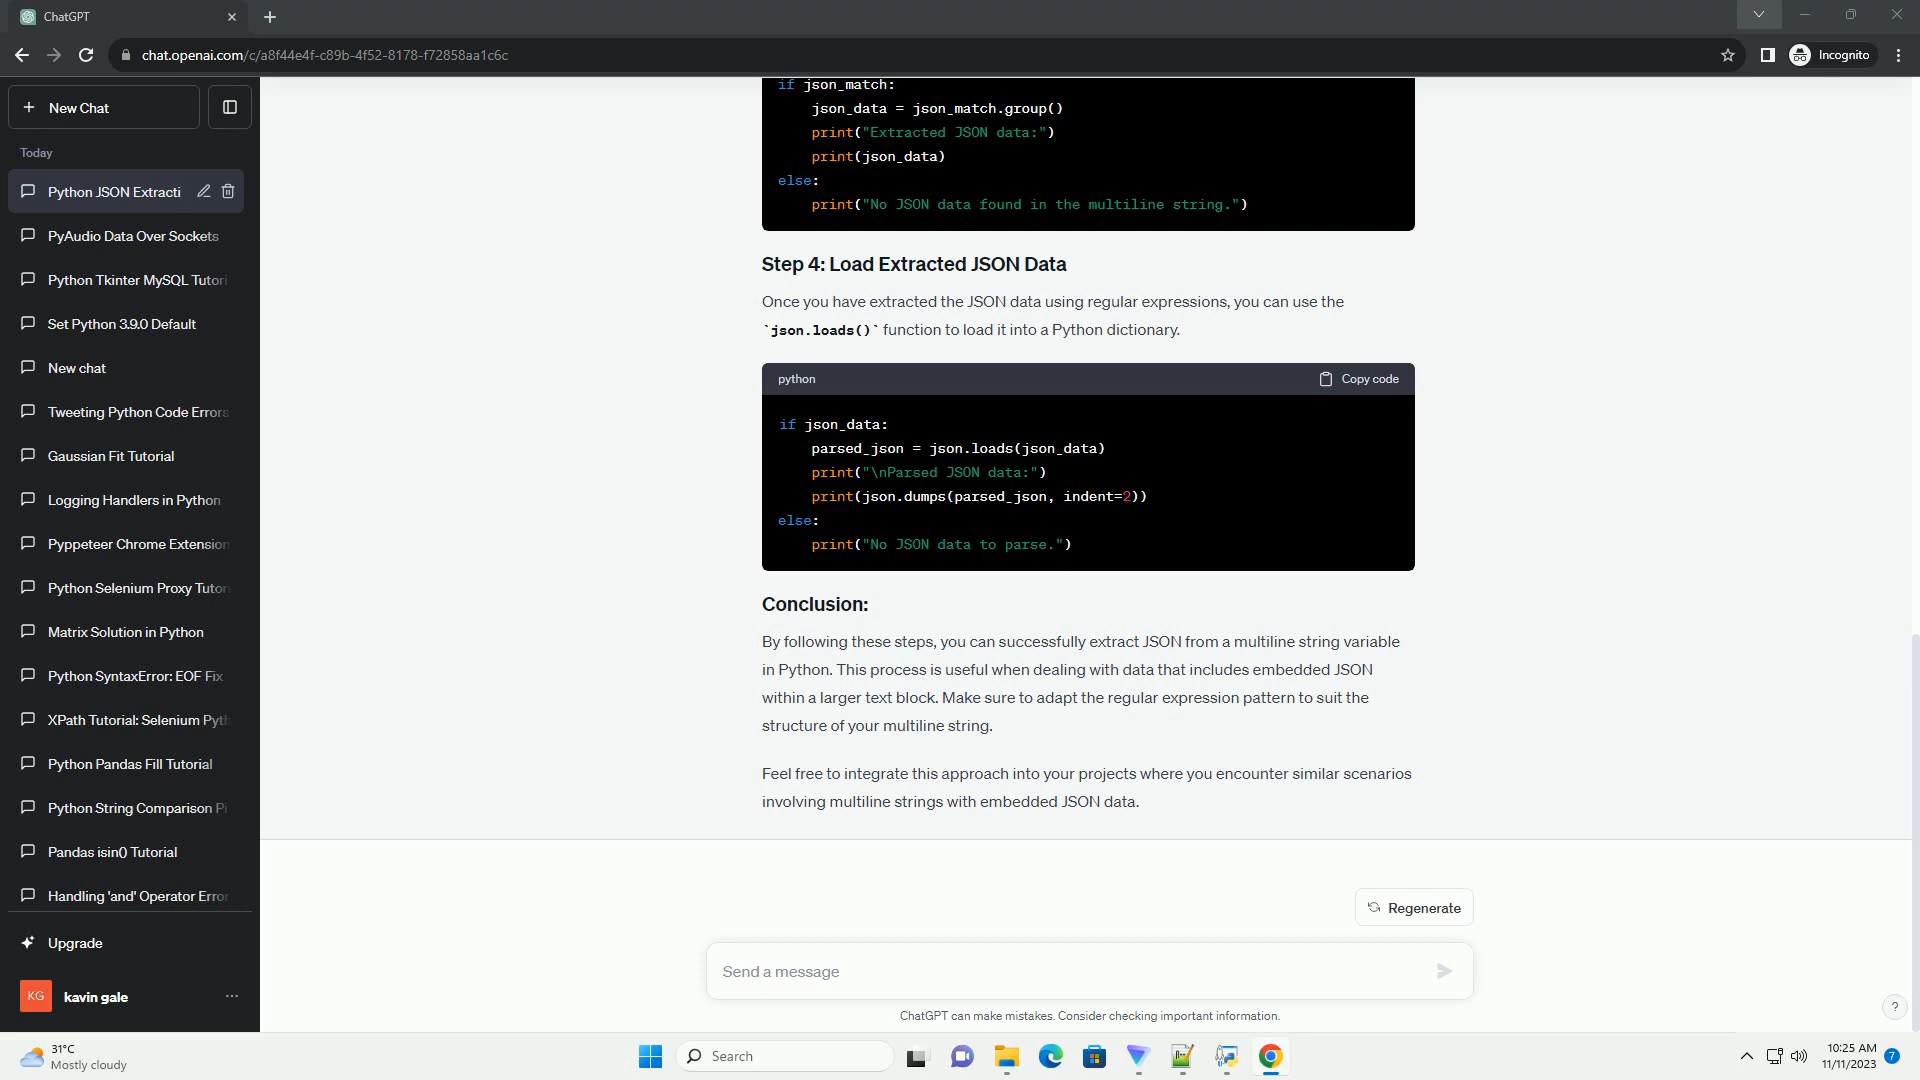 ChatGPT
chat.openai.com/c/a8f44e4f-c89b-4f52-8178-f72858aa1c6c
Incognito
New Chat
Today
Python JSON Extracti
PyAudio Data Over Sockets
Python Tkinter MySQL Tutori
Set Python 3.9.0 Default
New chat
Tweeting Python Code Errors
Gaussian Fit Tutorial
Logging Handlers in Python
Pyppeteer Chrome Extension
Python Selenium Proxy Tutor
Matrix Solution in Python
Python SyntaxError: EOF Fix
XPath Tutorial: Selenium Pyth
Python Pandas Fill Tutorial
Python String Comparison Pi
Pandas isin() Tutorial
Handling 'and' Operator Error
Upgrade
KG kavin gale
if json_match:
json_data = json_match.group()
print("Extracted JSON data:")
print(json_data)
else:
print("No JSON data found in the multiline string.")
Step 4: Load Extracted JSON Data
Once you have extracted the JSON data using regular expressions, you can use the
`json.loads()` function to load it into a Python dictionary.
python Copy code
if json_data:
parsed_json = json.loads(json_data)
print("\nParsed JSON data:")
print(json.dumps(parsed_json, indent=2))
else:
print("No JSON data to parse.")
Conclusion:
By following these steps, you can successfully extract JSON from a multiline string variable
in Python. This process is useful when dealing with data that includes embedded JSON
within a larger text block. Make sure to adapt the regular expression pattern to suit the
structure of your multiline string.
Feel free to integrate this approach into your projects where you encounter similar scenarios
involving multiline strings with embedded JSON data.
Regenerate
Send a message
ChatGPT can make mistakes. Consider checking important information.
?
31°C
Mostly cloudy
Search
10:25 AM
11/11/2023
7